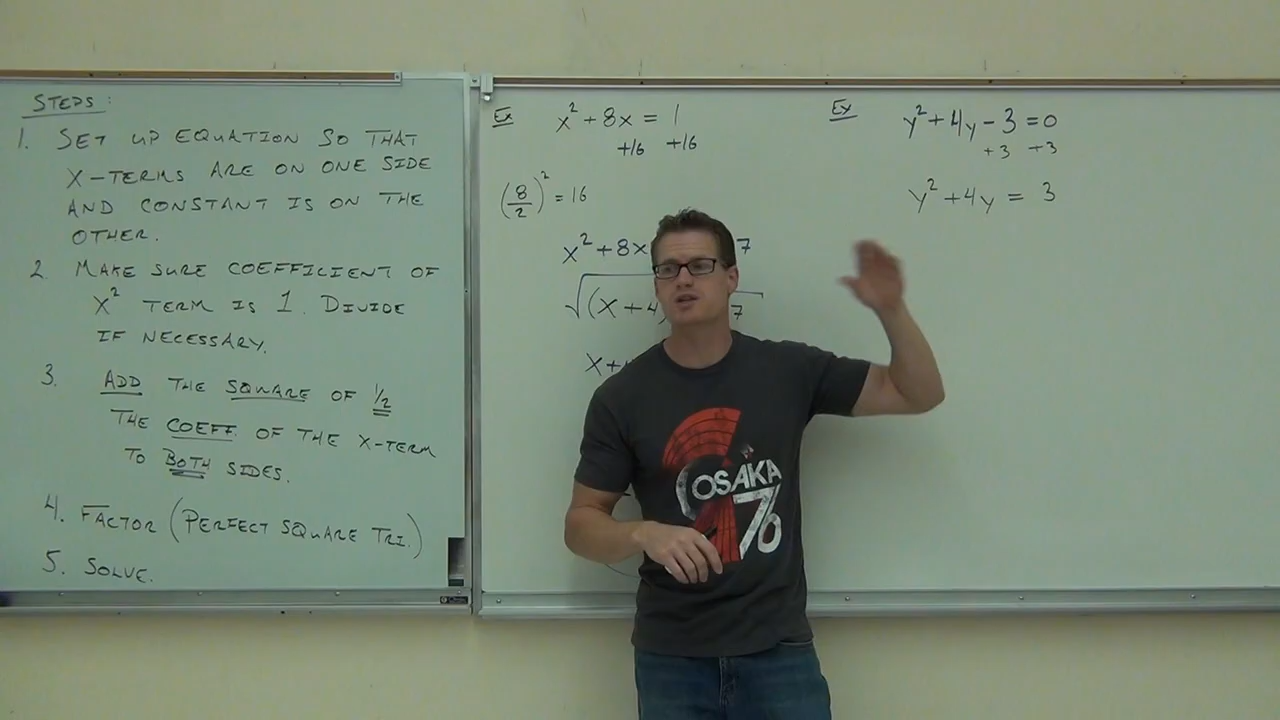 STEPS:
1. SET UP EQUATION SO THAT
X-TERMS ARE ON ONE SIDE
AND CONSTANT IS ON THE
OTHER.
2 MAKE SURE COEFFICIENT OF
X² TERM IS 1. DIVIDE
IF NECESSARY.
3. ADD THE SQUARE OF 1/2
THE COEFF. OF THE X-TERM
TO BOTH SIDES.
4. FACTOR (PERFECT SQUARE TRI.)
5. SOLVE.
Ex x² + 8x = 1
+16 +16
(8/2)² = 16
x² + 8x 7
√(x + 4 7
x +
Ex y² + 4y - 3 = 0
+3 +3
y² + 4y = 3
OSAKA
76